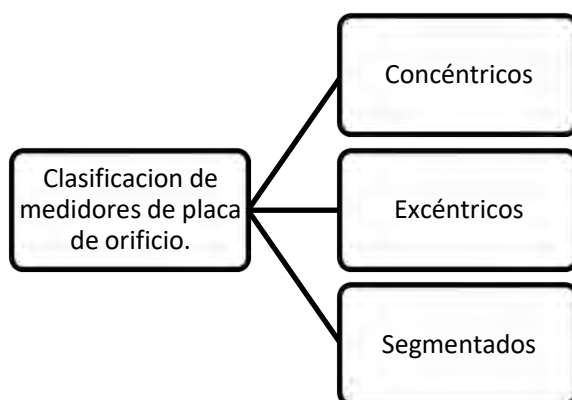 Concéntricos
Clasificacion de
medidores de placa
de orificio.
Excéntricos
Segmentados